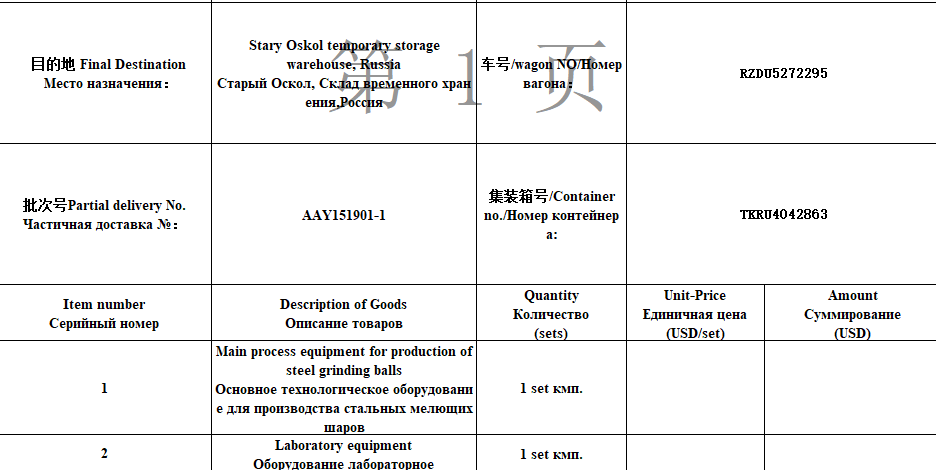 目的地 Final Destination
Место назначения：
Stary Oskol temporary storage
warehouse, Russia
Старый Оскол, Склад временного хран
ения,Россия
车号/wagon NO/Номер
вагона：
RZDU5272295
第 1 页
批次号Partial delivery No.
Частичная доставка №：
AAY151901-1
集装箱号/Container
no./Номер контейнер
а:
TKRU4042863
Item number
Серийный номер
Description of Goods
Описание товаров
Quantity
Количество
(sets)
Unit-Price
Единичная цена
(USD/set)
Amount
Суммирование
(USD)
1
Main process equipment for production of
steel grinding balls
Основное технологическое оборудовани
е для производства стальных мелющих
шаров
1 set кмп.
2
Laboratory equipment
Оборудование лабораторное
1 set кмп.